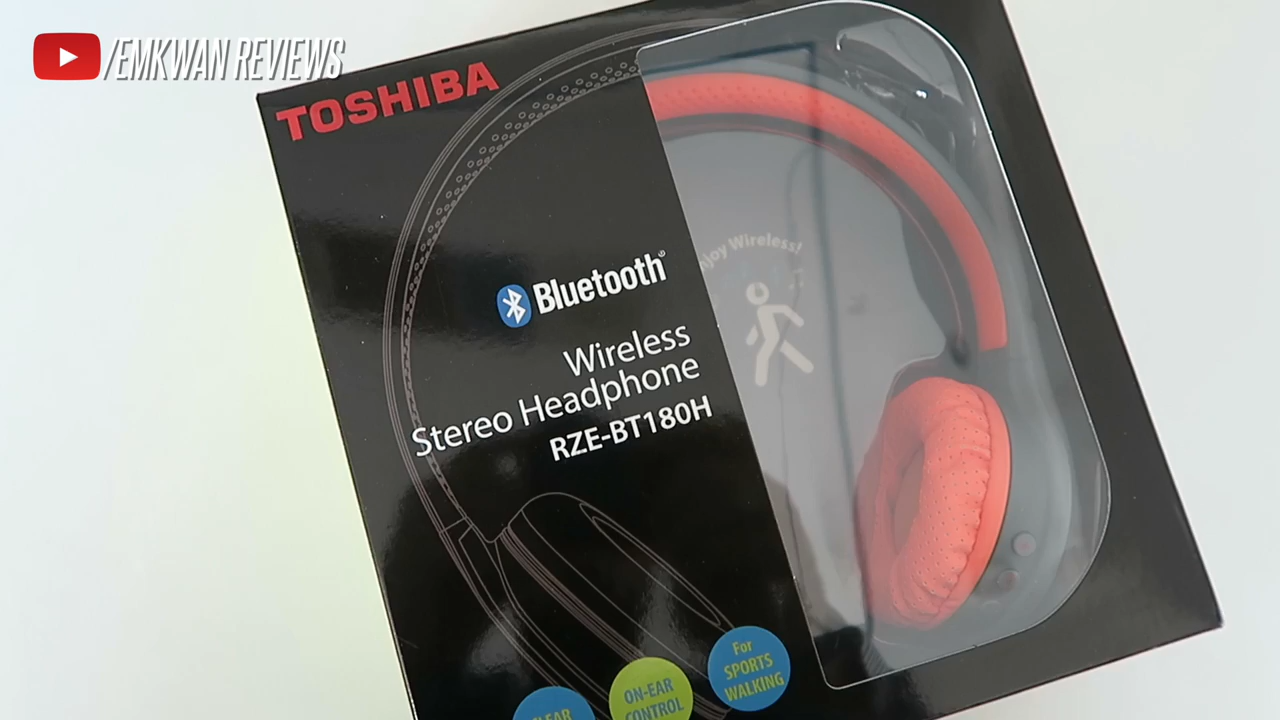 /EMKWAN REVIEWS
TOSHIBA
Bluetooth®
Wireless
Stereo Headphone
RZE-BT180H
Wireless!
For
SPORTS
WALKING
ON-EAR
CONTROL